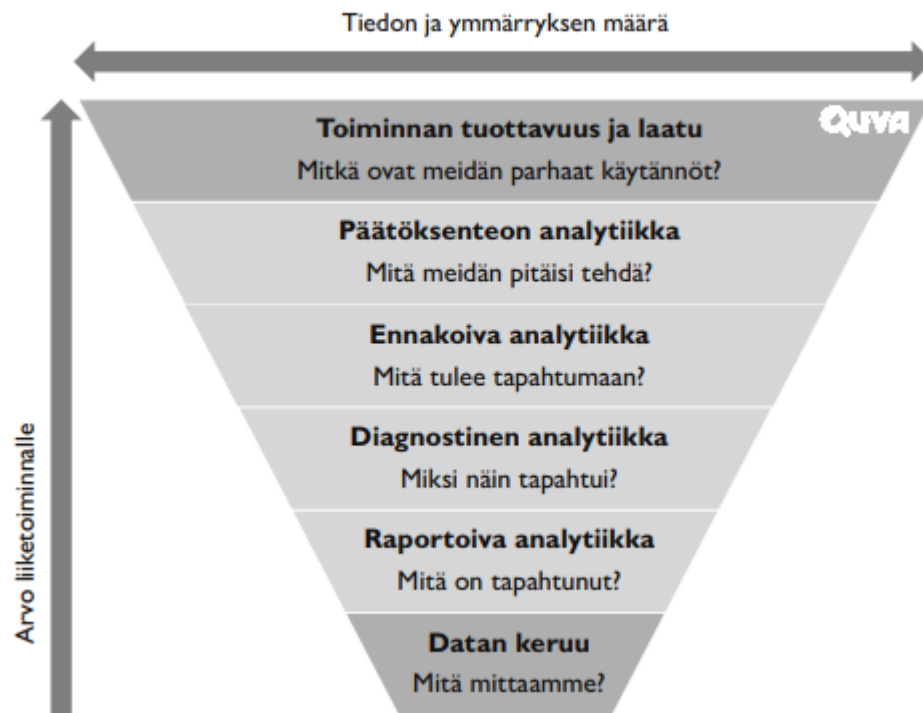 Tiedon ja ymmärryksen määrä
QUVA
Toiminnan tuottavuus ja laatu
Mitkä ovat meidän parhaat käytännöt?
Päätöksenteon analytiikka
Mitä meidän pitäisi tehdä?
Ennakoiva analytiikka
Mitä tulee tapahtumaan?
Diagnostinen analytiikka
Miksi näin tapahtui?
Raportoiva analytiikka
Mitä on tapahtunut?
Datan keruu
Mitä mittaamme?
Arvo liiketoiminnalle